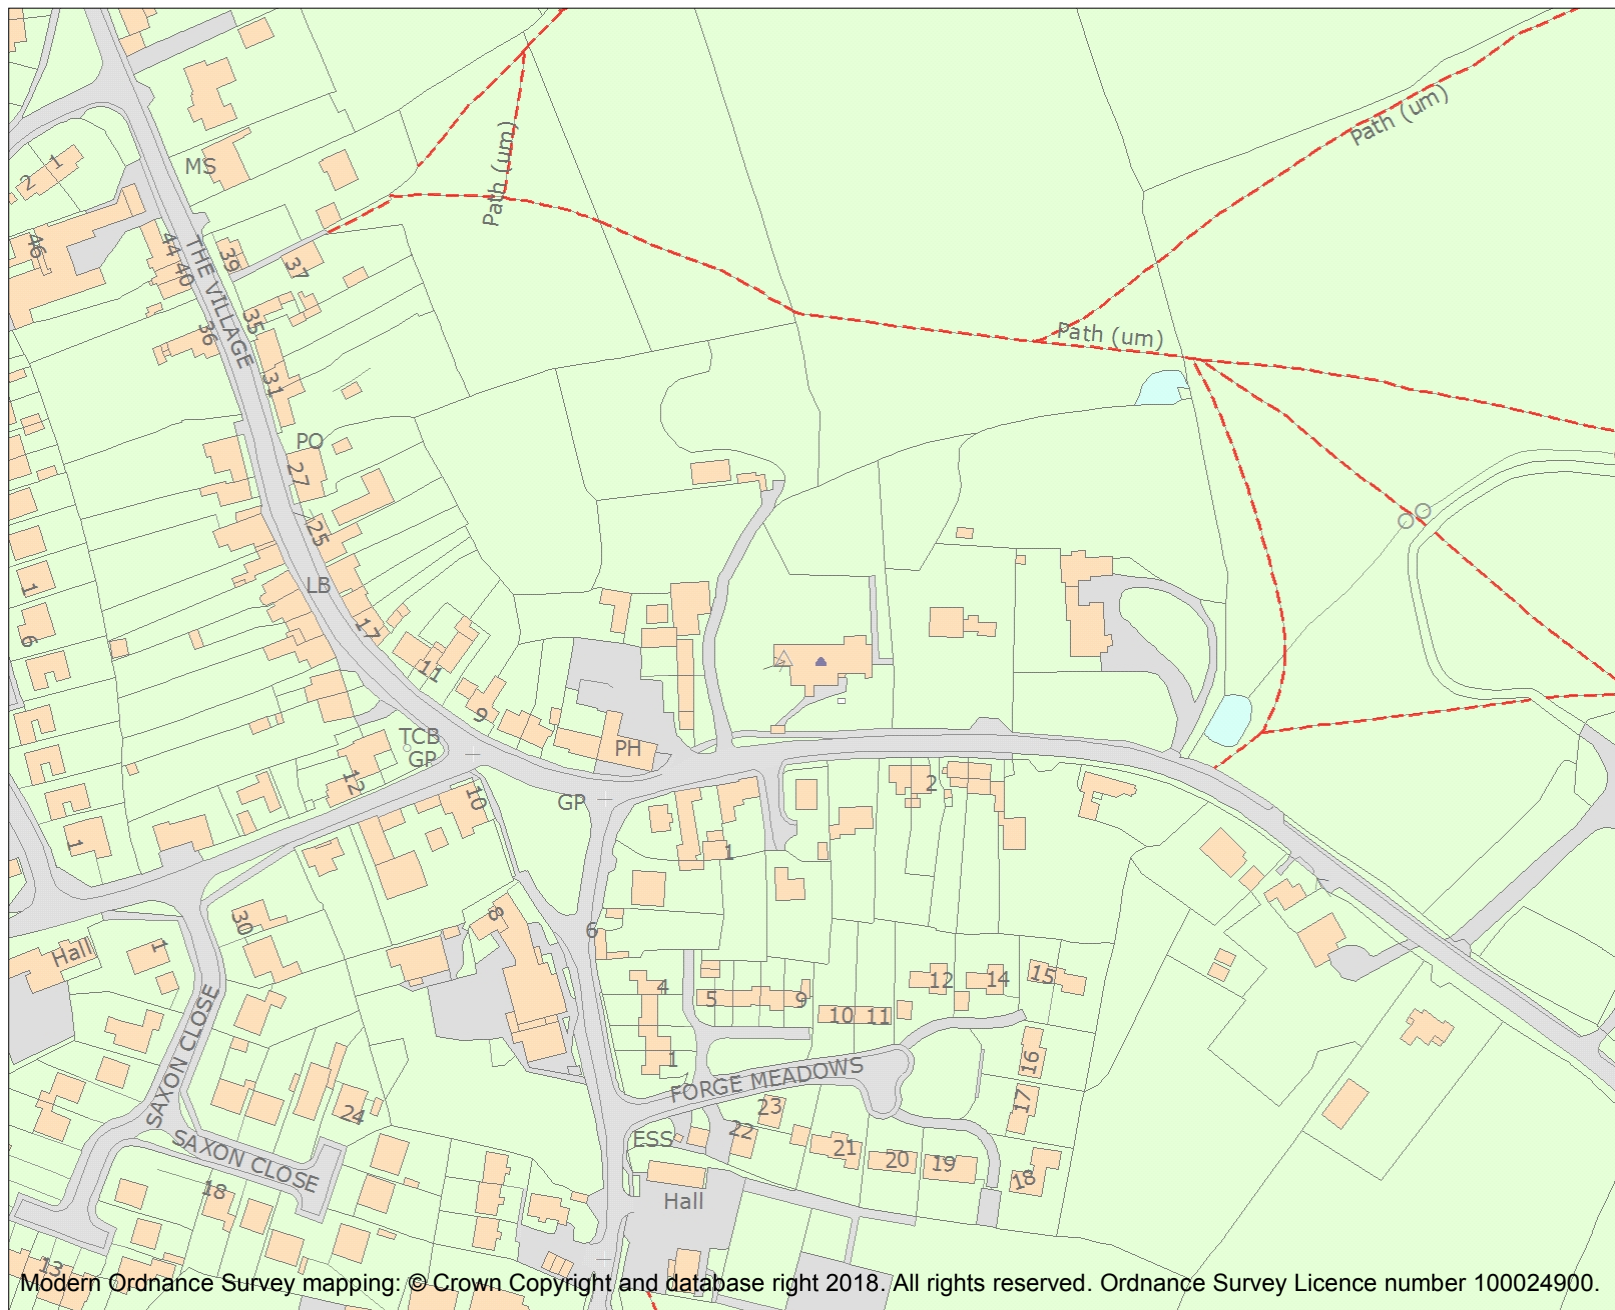 Path (um)
Path (um)
1
2
MS
46
44
40
39
37
THE VILLAGE
36
35
Path (um)
31
PO
27
25
LB
1
6
17
11
9
TCB
GP
PH
12
10
GP
2
1
1
8
30
6
Hall
1
4
5
9
12
14
15
10
11
1
16
SAXON CLOSE
FORGE MEADOWS
24
23
17
22
ESS
21
20
19
18
SAXON CLOSE
18
Hall
13
Modern Ordnance Survey mapping: © Crown Copyright and database right 2018. All rights reserved. Ordnance Survey Licence number 100024900.